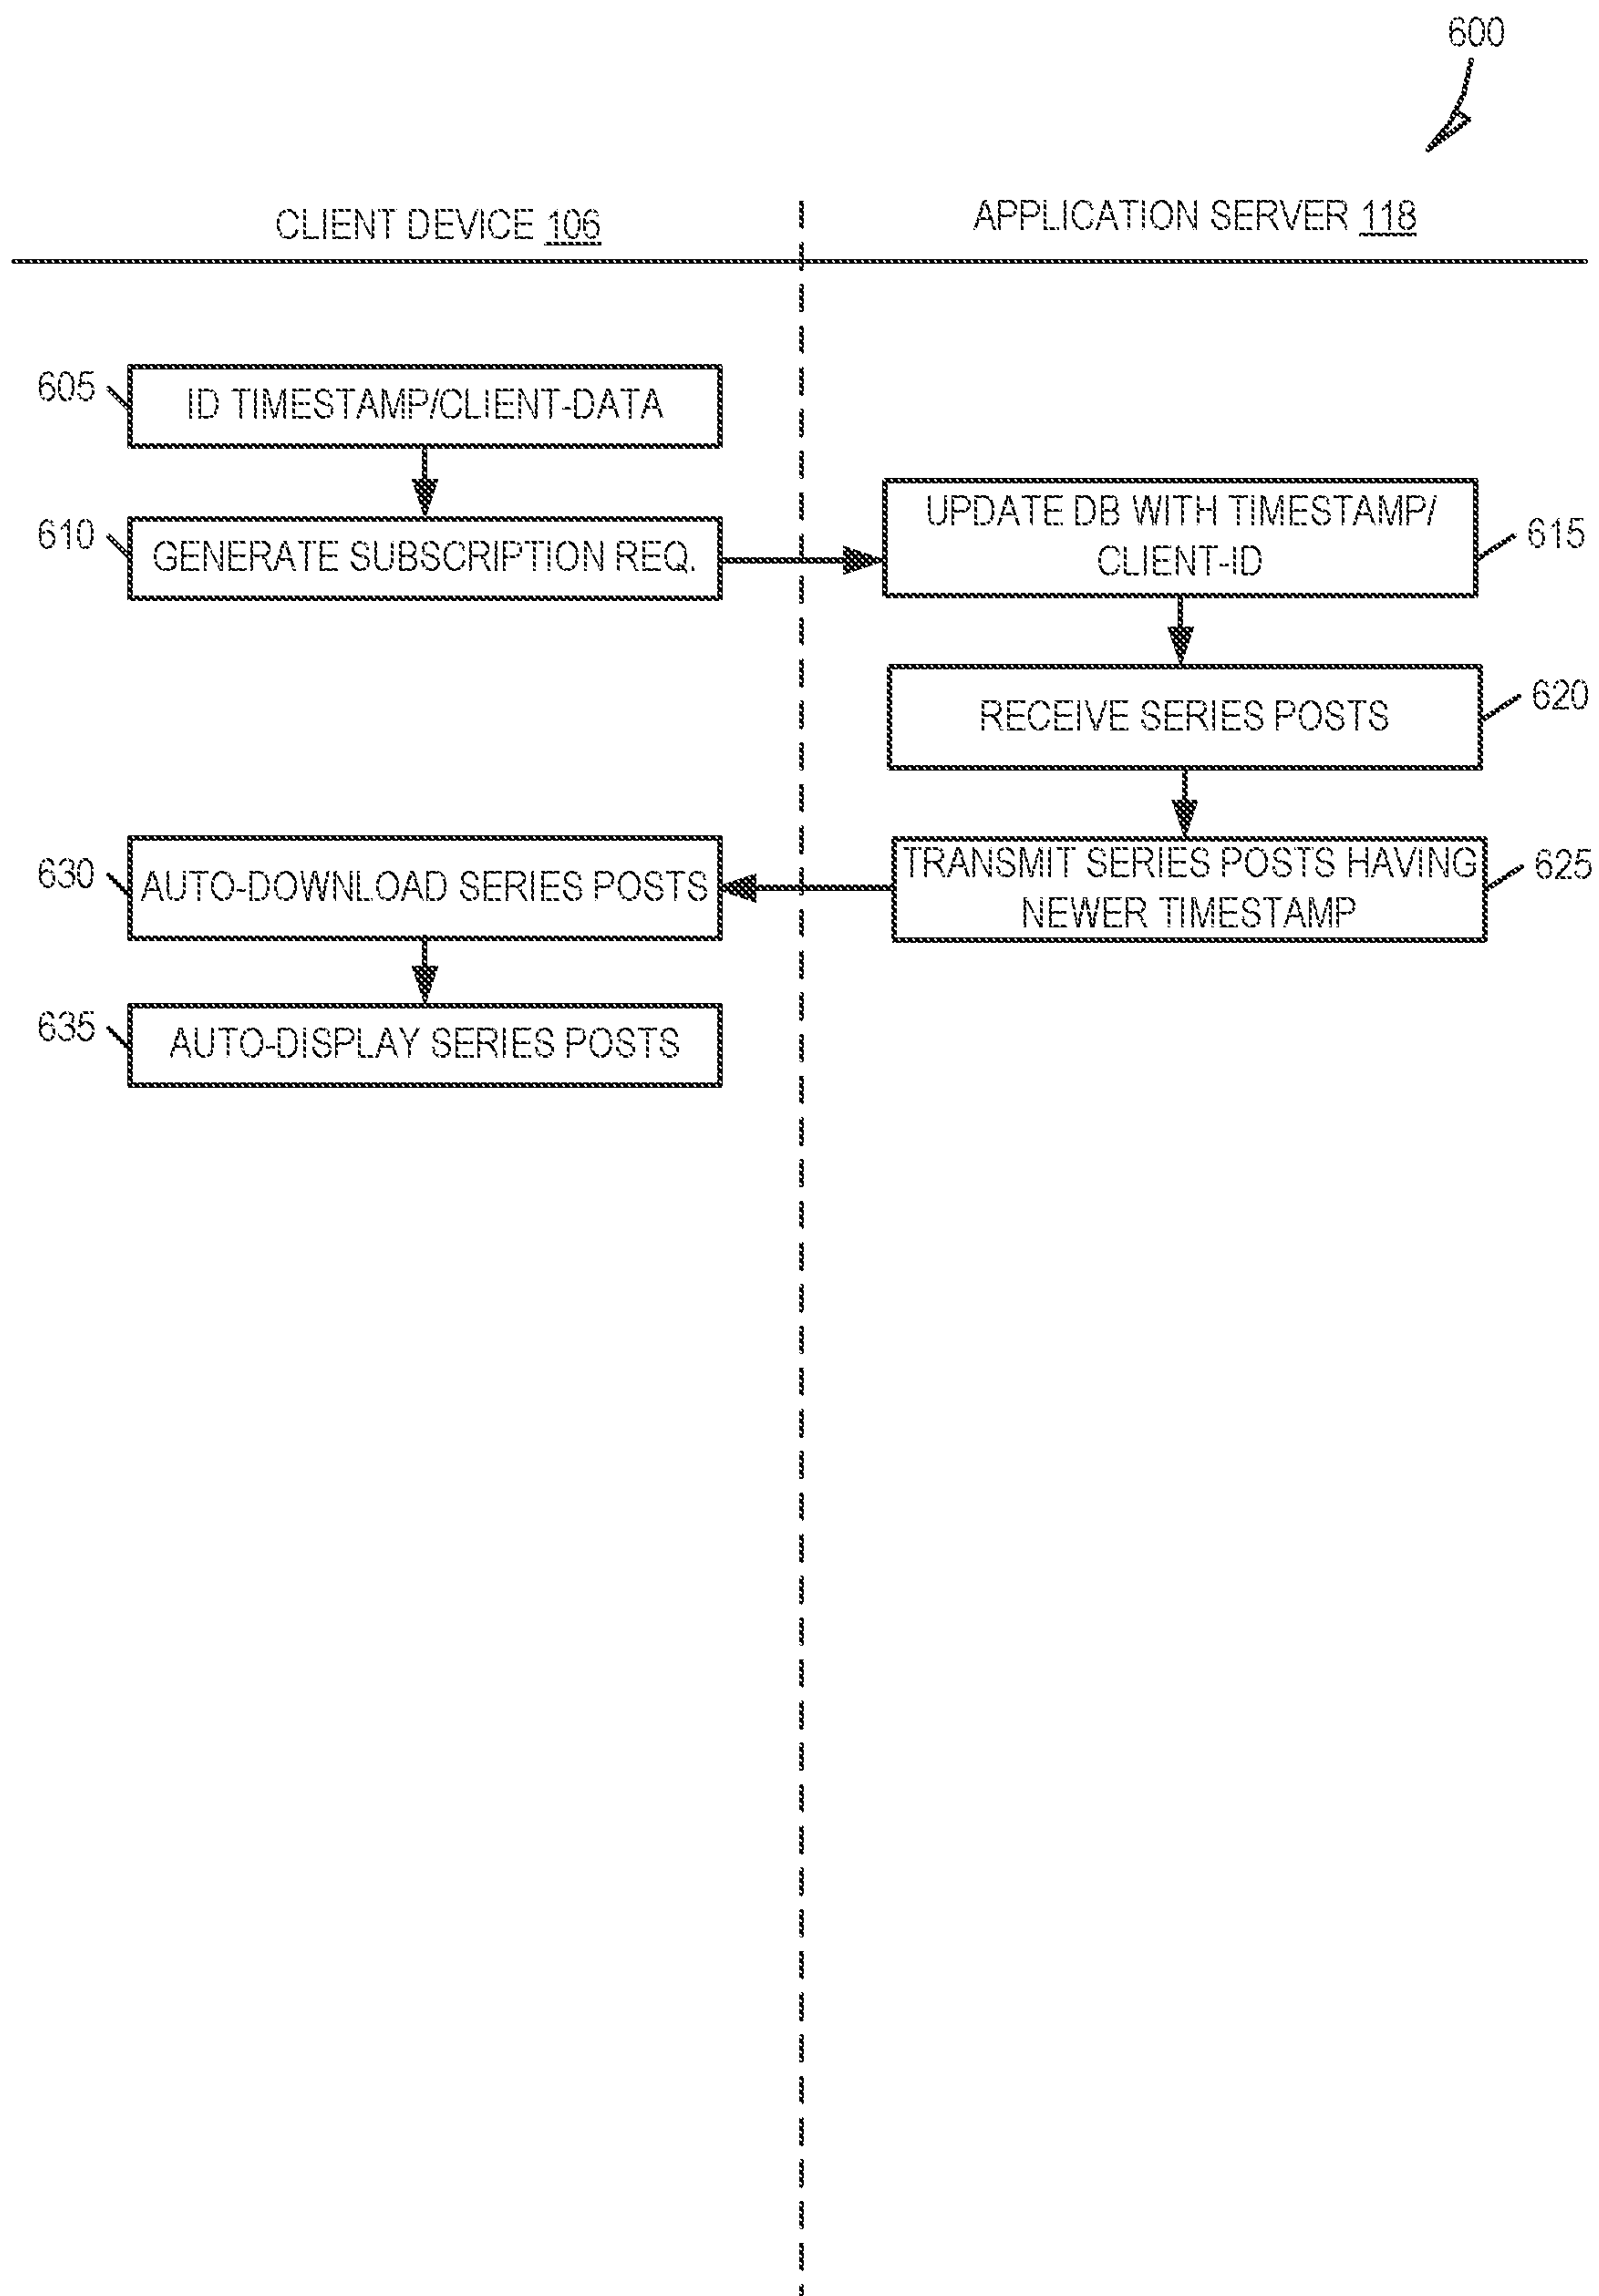 600
CLIENT DEVICE 106
APPLICATION SERVER 118
605
ID TIMESTAMP/CLIENT-DATA
610
GENERATE SUBSCRIPTION REQ.
UPDATE DB WITH TIMESTAMP/
CLIENT-ID
615
RECEIVE SERIES POSTS
620
630
AUTO-DOWNLOAD SERIES POSTS
TRANSMIT SERIES POSTS HAVING
NEWER TIMESTAMP
625
635
AUTO-DISPLAY SERIES POSTS